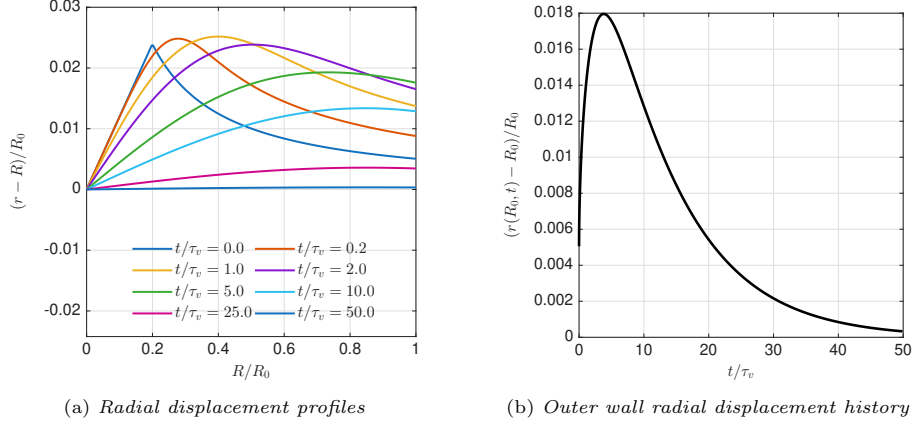 (r − R)/R₀
0.03
0.02
0.01
0
-0.01
-0.02
t/τᵥ = 0.0
t/τᵥ = 0.2
t/τᵥ = 1.0
t/τᵥ = 2.0
t/τᵥ = 5.0
t/τᵥ = 10.0
t/τᵥ = 25.0
t/τᵥ = 50.0
0 0.2 0.4 0.6 0.8 1
R/R₀
(a) Radial displacement profiles
(r(R₀, t) − R₀)/R₀
0.018
0.016
0.014
0.012
0.010
0.008
0.006
0.004
0.002
0
0 10 20 30 40 50
t/τᵥ
(b) Outer wall radial displacement history